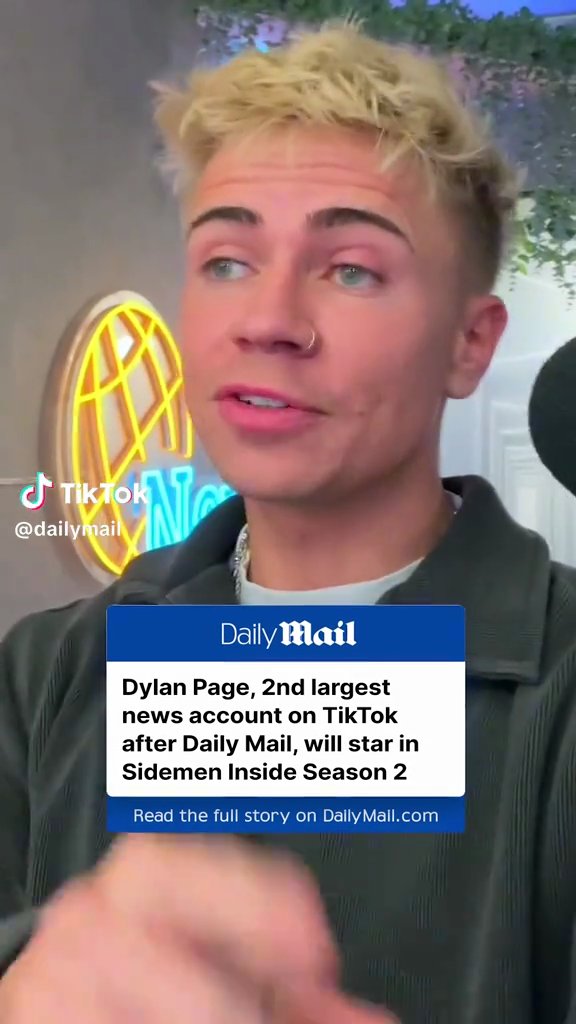 TikTok
@dailymail
Daily Mail
Dylan Page, 2nd largest
news account on TikTok
after Daily Mail, will star in
Sidemen Inside Season 2
Read the full story on DailyMail.com